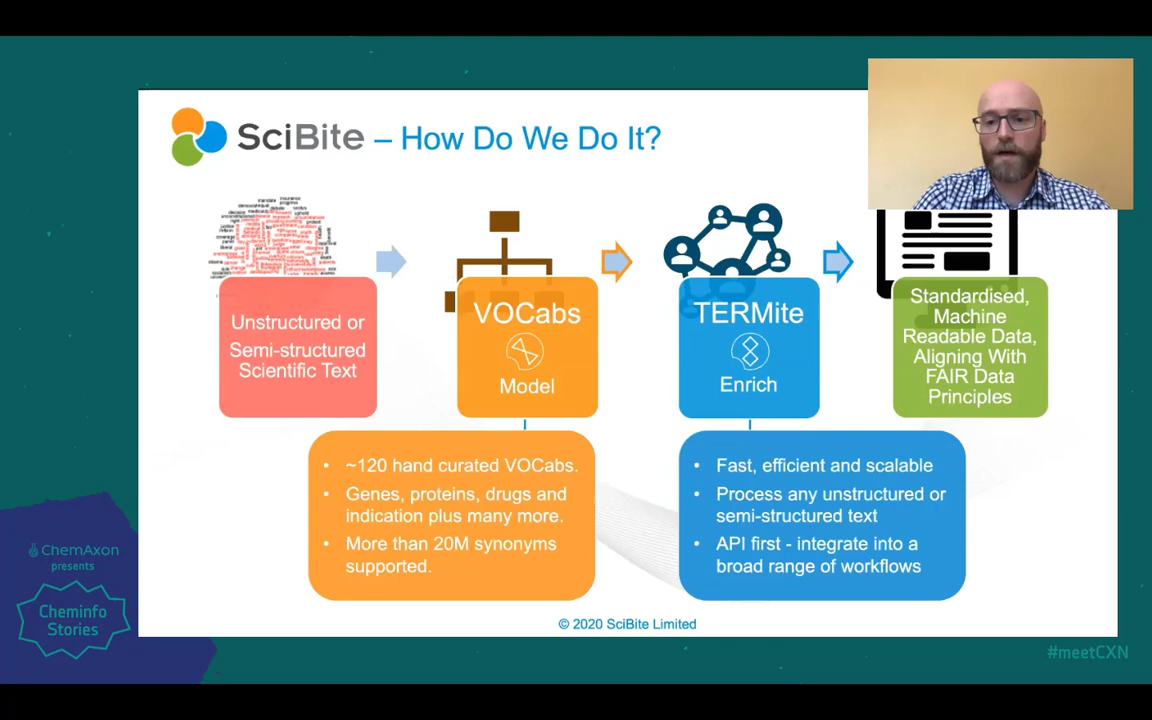 SciBite – How Do We Do It?
Unstructured or
Semi-structured
Scientific Text
VOCabs
Model
TERMite
Enrich
Standardised,
Machine
Readable Data,
Aligning With
FAIR Data
Principles
• ~120 hand curated VOCabs.
• Genes, proteins, drugs and
indication plus many more.
• More than 20M synonyms
supported.
• Fast, efficient and scalable
• Process any unstructured or
semi-structured text
• API first - integrate into a
broad range of workflows
© 2020 SciBite Limited
ChemAxon
presents
Cheminfo
Stories
#meetCXN